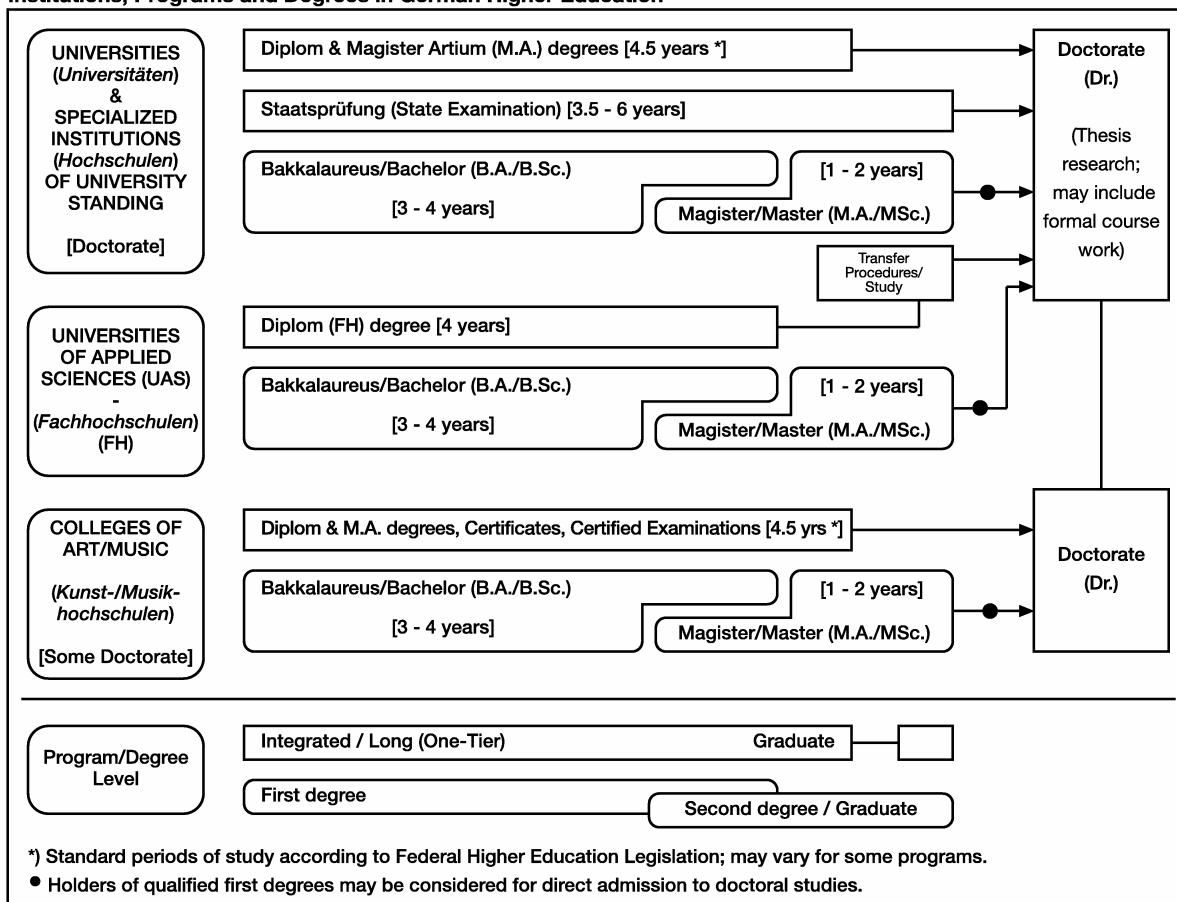 Institutions, Programs and Degrees in German Higher Education
UNIVERSITIES
(Universitäten)
&
SPECIALIZED
INSTITUTIONS
(Hochschulen)
OF UNIVERSITY
STANDING
[Doctorate]
Diplom & Magister Artium (M.A.) degrees [4.5 years *]
Staatsprüfung (State Examination) [3.5 - 6 years]
Bakkalaureus/Bachelor (B.A./B.Sc.)
[3 - 4 years]
[1 - 2 years]
Magister/Master (M.A./MSc.)
Doctorate
(Dr.)
(Thesis
research;
may include
formal course
work)
Transfer
Procedures/
Study
UNIVERSITIES
OF APPLIED
SCIENCES (UAS)
-
(Fachhochschulen)
(FH)
Diplom (FH) degree [4 years]
Bakkalaureus/Bachelor (B.A./B.Sc.)
[3 - 4 years]
[1 - 2 years]
Magister/Master (M.A./MSc.)
COLLEGES OF
ART/MUSIC
(Kunst-/Musik-
hochschulen)
[Some Doctorate]
Diplom & M.A. degrees, Certificates, Certified Examinations [4.5 yrs *]
Bakkalaureus/Bachelor (B.A./B.Sc.)
[3 - 4 years]
[1 - 2 years]
Magister/Master (M.A./MSc.)
Doctorate
(Dr.)
Program/Degree
Level
Integrated / Long (One-Tier) Graduate
First degree
Second degree / Graduate
*) Standard periods of study according to Federal Higher Education Legislation; may vary for some programs.
● Holders of qualified first degrees may be considered for direct admission to doctoral studies.